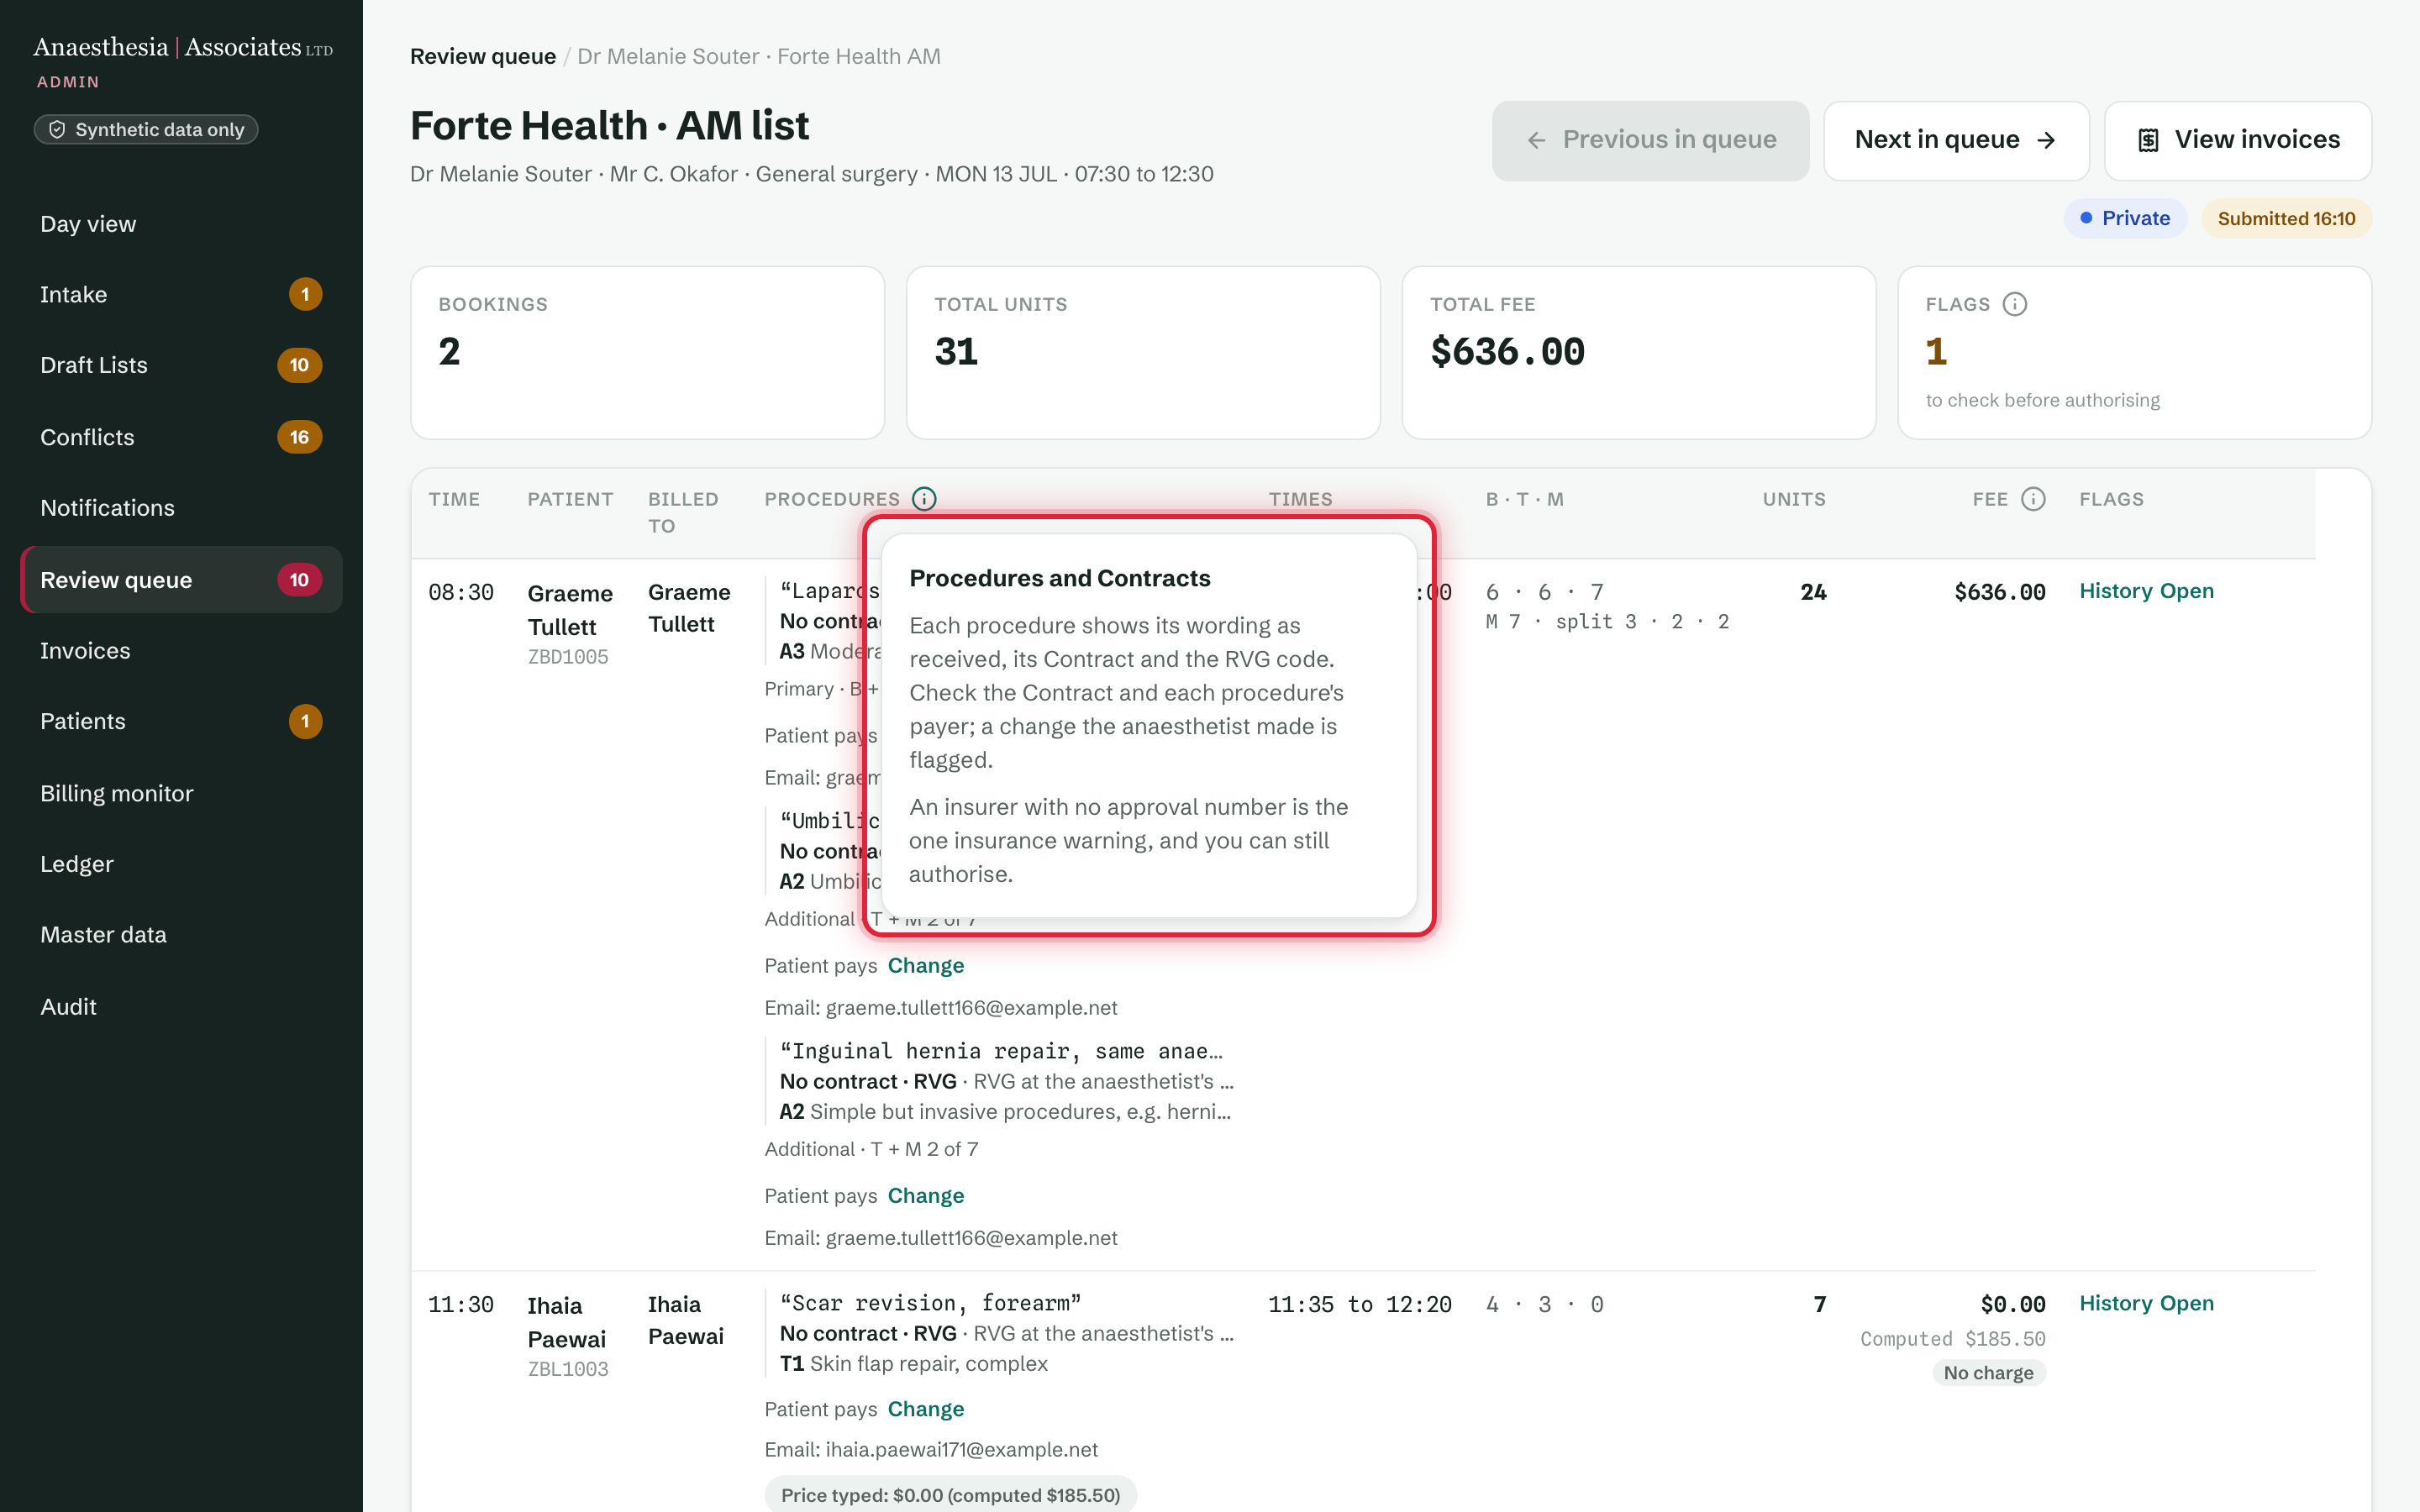 Anaesthesia | Associates LTD
ADMIN
Synthetic data only
Day view
Intake 1
Draft Lists 10
Conflicts 16
Notifications
Review queue 10
Invoices
Patients 1
Billing monitor
Ledger
Master data
Audit
Review queue / Dr Melanie Souter · Forte Health AM
Forte Health · AM list
Dr Melanie Souter · Mr C. Okafor · General surgery · MON 13 JUL · 07:30 to 12:30
← Previous in queue
Next in queue →
View invoices
Private
Submitted 16:10
BOOKINGS
2
TOTAL UNITS
31
TOTAL FEE
$636.00
FLAGS
1
to check before authorising
TIME PATIENT BILLED TO PROCEDURES TIMES B · T · M UNITS FEE FLAGS
08:30
Graeme
Tullett
ZBD1005
Graeme
Tullett
No
A3
Primary · B +
Patient pays
Email:
No
A2
Additional · T + M 2 of 7
Patient pays Change
Email: graeme.tullett166@example.net
“Inguinal hernia repair, same anae…
No contract · RVG · RVG at the anaesthetist's …
A2 Simple but invasive procedures, e.g. herni…
Additional · T + M 2 of 7
Patient pays Change
Email: graeme.tullett166@example.net
:00
6 · 6 · 7
M 7 · split 3 · 2 · 2
24
$636.00
History Open
Procedures and Contracts
Each procedure shows its wording as
received, its Contract and the RVG code.
Check the Contract and each procedure's
payer; a change the anaesthetist made is
flagged.
An insurer with no approval number is the
one insurance warning, and you can still
authorise.
11:30
Ihaia
Paewai
ZBL1003
Ihaia
Paewai
“Scar revision, forearm”
No contract · RVG · RVG at the anaesthetist's …
T1 Skin flap repair, complex
Patient pays Change
Email: ihaia.paewai171@example.net
Price typed: $0.00 (computed $185.50)
11:35 to 12:20
4 · 3 · 0
7
$0.00
Computed $185.50
No charge
History Open